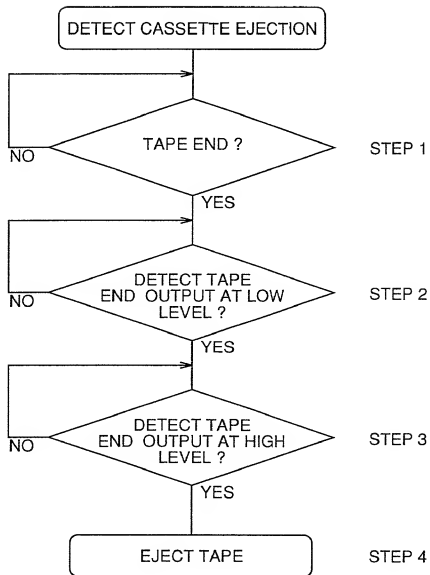 DETECT CASSETTE EJECTION
TAPE END ?
STEP 1
NO
YES
DETECT TAPE
END OUTPUT AT LOW
LEVEL ?
STEP 2
NO
YES
DETECT TAPE
END OUTPUT AT HIGH
LEVEL ?
STEP 3
NO
YES
EJECT TAPE
STEP 4